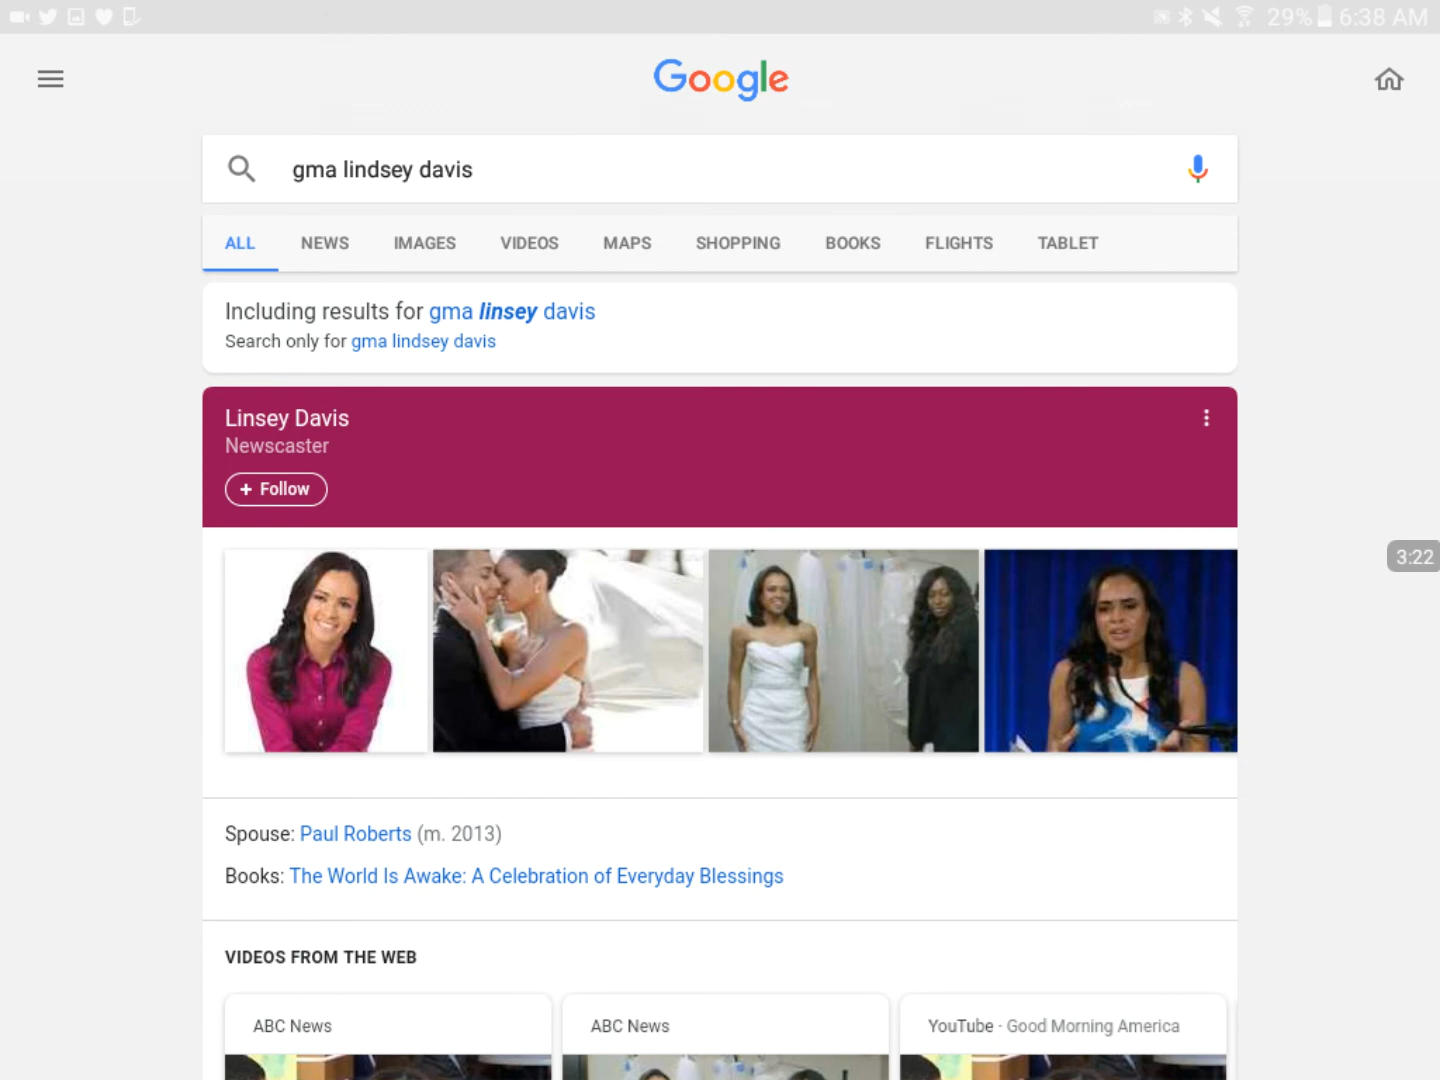 29% 6:38 AM
Google
gma lindsey davis
ALL NEWS IMAGES VIDEOS MAPS SHOPPING BOOKS FLIGHTS TABLET
Including results for gma linsey davis
Search only for gma lindsey davis
Linsey Davis
Newscaster
+ Follow
3:22
Spouse: Paul Roberts (m. 2013)
Books: The World Is Awake: A Celebration of Everyday Blessings
VIDEOS FROM THE WEB
ABC News ABC News YouTube · Good Morning America